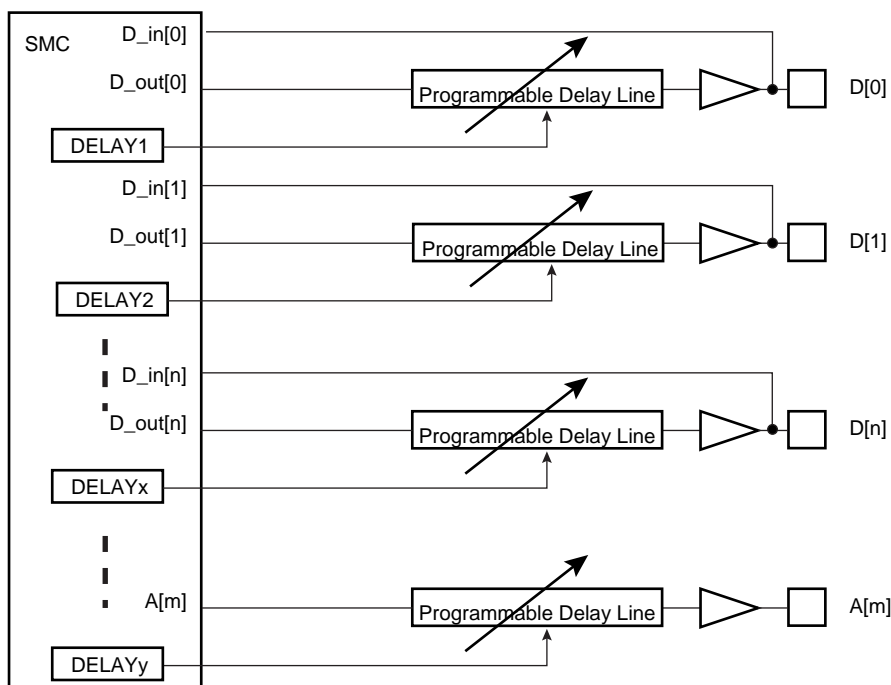 SMC
D_in[0]
D_out[0]
Programmable Delay Line
D[0]
DELAY1
D_in[1]
D_out[1]
Programmable Delay Line
D[1]
DELAY2
D_in[n]
D_out[n]
Programmable Delay Line
D[n]
DELAYx
A[m]
Programmable Delay Line
A[m]
DELAYy